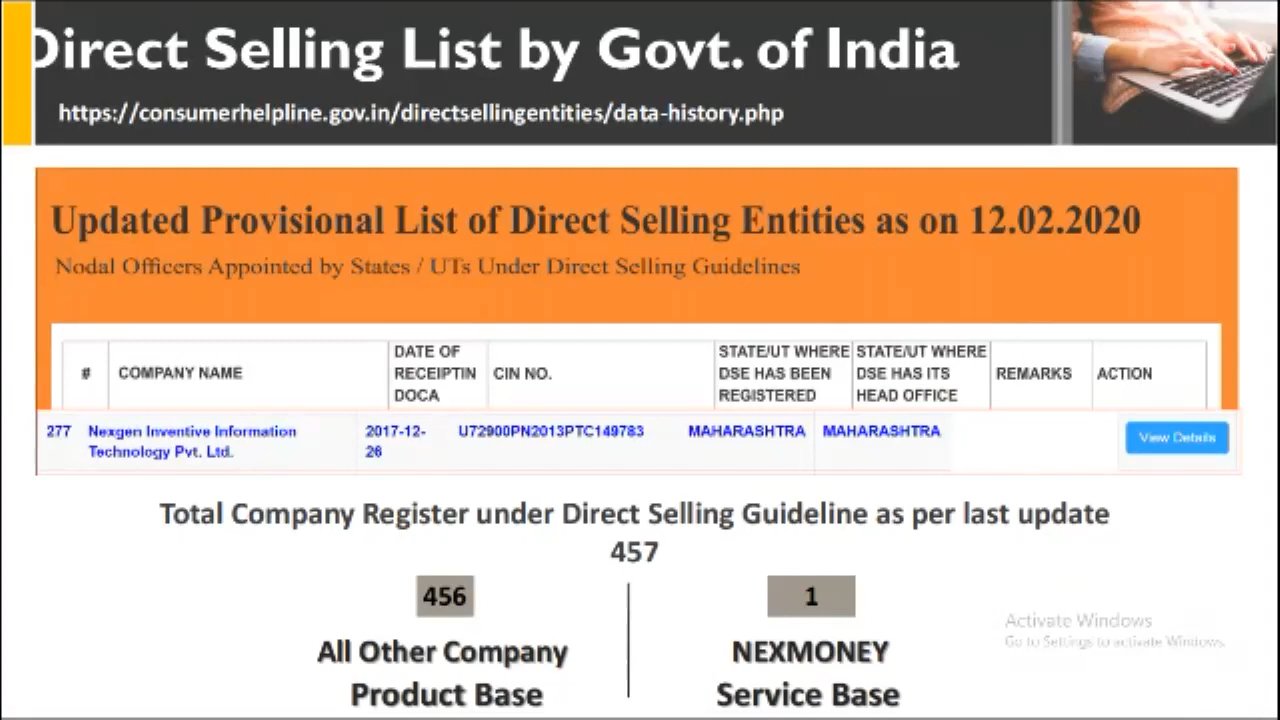 Direct Selling List by Govt. of India
https://consumerhelpline.gov.in/directsellingentities/data-history.php
Updated Provisional List of Direct Selling Entities as on 12.02.2020
Nodal Officers Appointed by States / UTs Under Direct Selling Guidelines
# COMPANY NAME DATE OF RECEIPTIN DOCA CIN NO. STATE/UT WHERE DSE HAS BEEN REGISTERED STATE/UT WHERE DSE HAS ITS HEAD OFFICE REMARKS ACTION
277 Nexgen Inventive Information Technology Pvt. Ltd. 2017-12-26 U72900PN2013PTC149783 MAHARASHTRA MAHARASHTRA View Details
Total Company Register under Direct Selling Guideline as per last update
457
456 1
All Other Company NEXMONEY
Product Base Service Base
Activate Windows
Go to Settings to activate Windows.